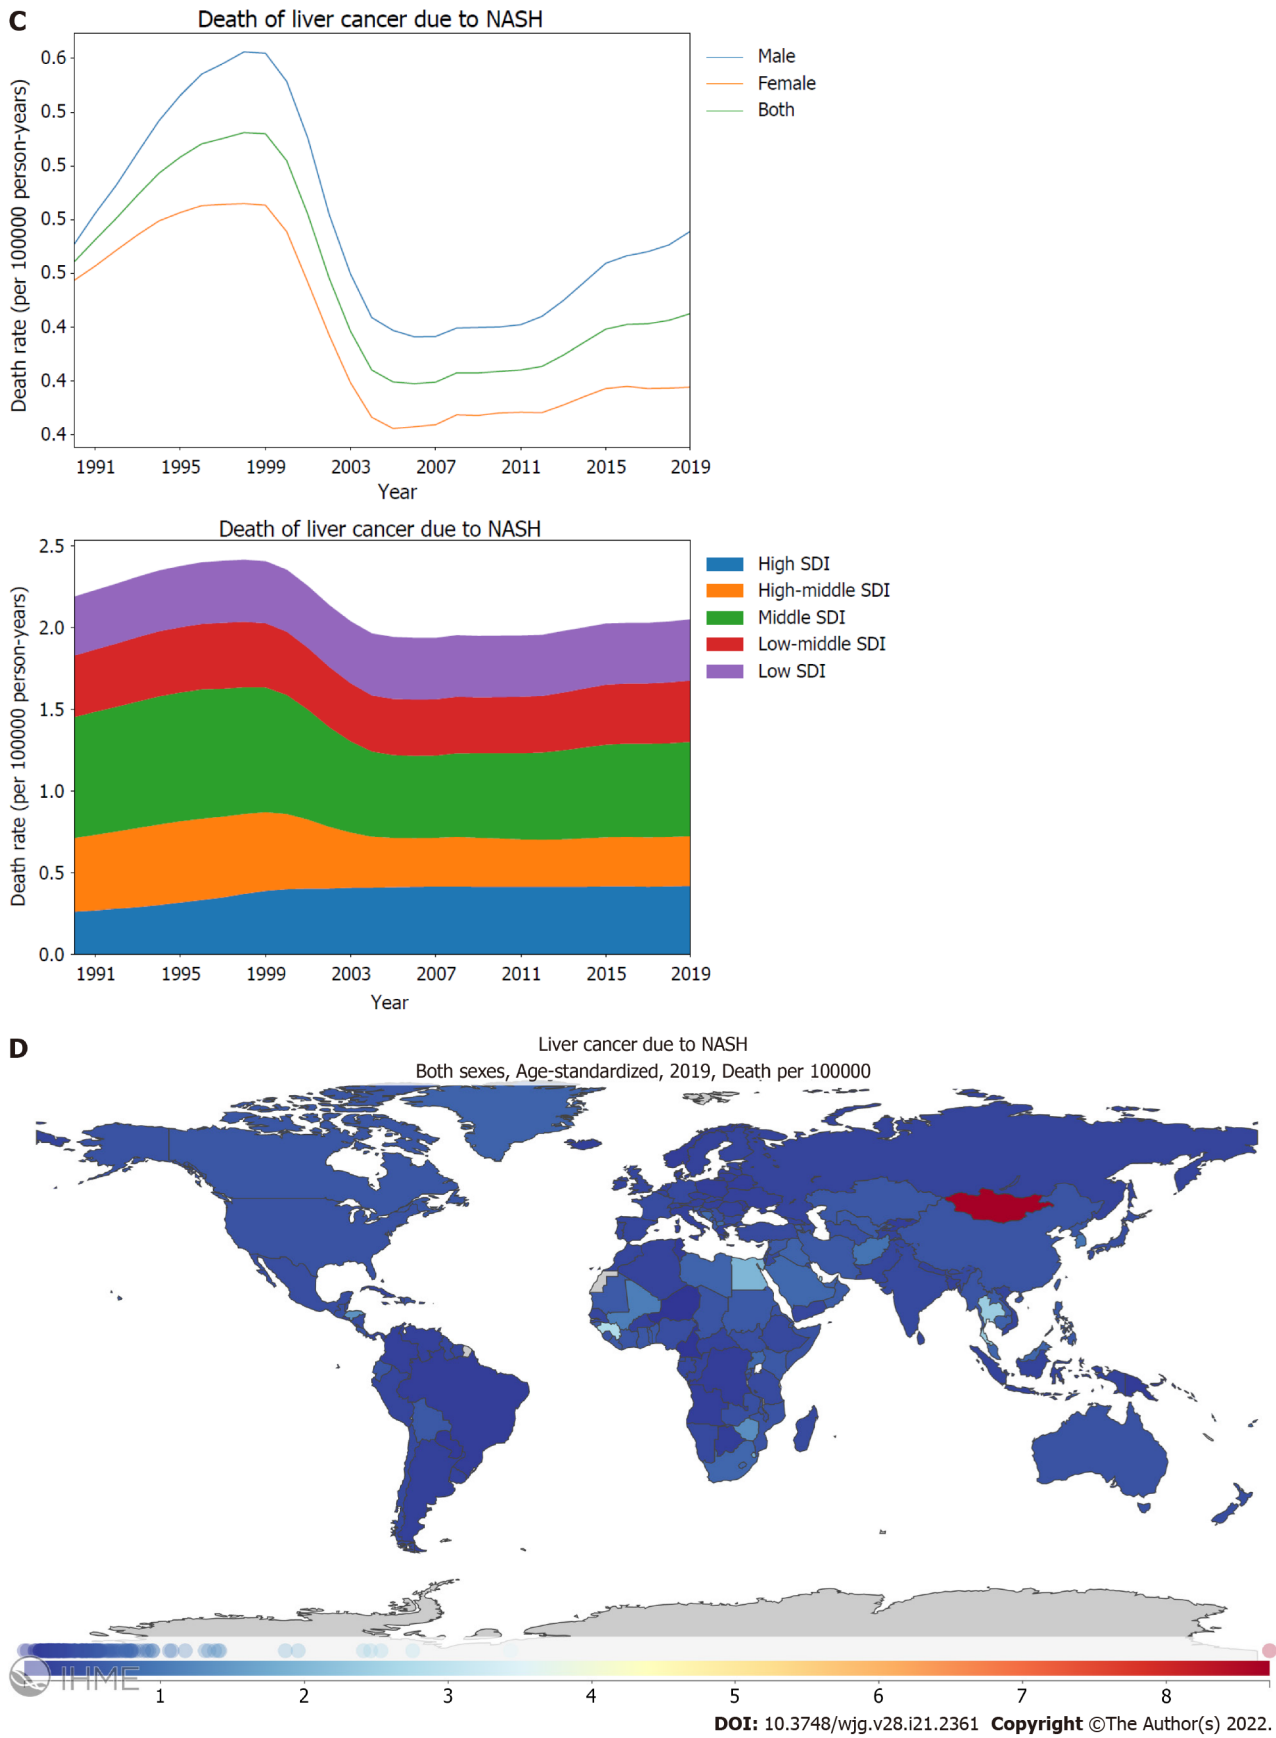 C
Death of liver cancer due to NASH
Death rate (per 100000 person-years)
0.6
0.5
0.5
0.5
0.5
0.4
0.4
0.4
1991 1995 1999 2003 2007 2011 2015 2019
Year
Male
Female
Both
Death of liver cancer due to NASH
Death rate (per 100000 person-years)
2.5
2.0
1.5
1.0
0.5
0.0
1991 1995 1999 2003 2007 2011 2015 2019
Year
High SDI
High-middle SDI
Middle SDI
Low-middle SDI
Low SDI
D
Liver cancer due to NASH
Both sexes, Age-standardized, 2019, Death per 100000
IHME
1 2 3 4 5 6 7 8
DOI: 10.3748/wjg.v28.i21.2361 Copyright ©The Author(s) 2022.